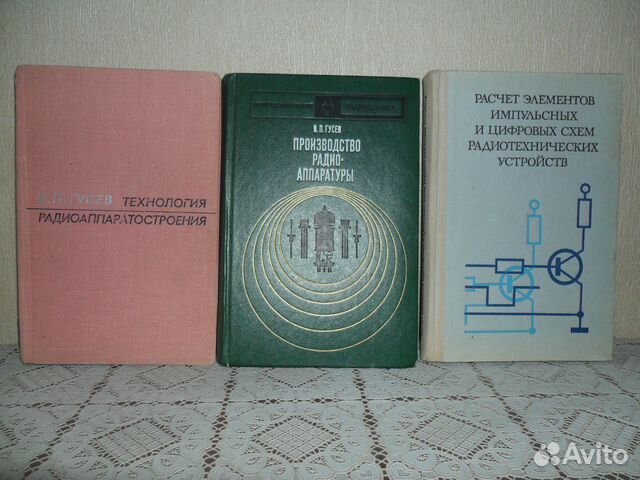 В. П. ГУСЕВ ТЕХНОЛОГИЯ
РАДИОАППАРАТОСТРОЕНИЯ
В.П.ГУСЕВ
ПРОИЗВОДСТВО
РАДИО-
АППАРАТУРЫ
РАСЧЕТ ЭЛЕМЕНТОВ
ИМПУЛЬСНЫХ
И ЦИФРОВЫХ СХЕМ
РАДИОТЕХНИЧЕСКИХ
УСТРОЙСТВ
Avito